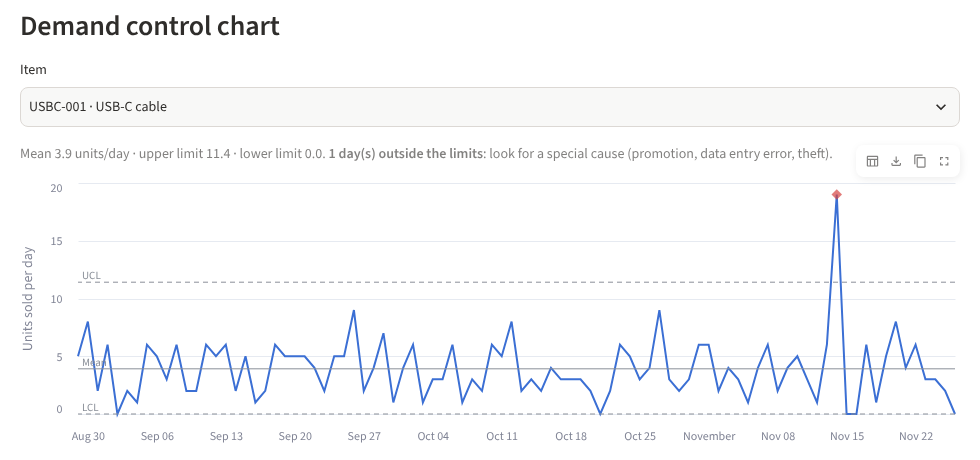 Demand control chart
Item
USBC-001 · USB-C cable
Mean 3.9 units/day · upper limit 11.4 · lower limit 0.0. 1 day(s) outside the limits: look for a special cause (promotion, data entry error, theft).
Units sold per day
20
15
UCL
10
5
Mean
0
LCL
Aug 30 Sep 06 Sep 13 Sep 20 Sep 27 Oct 04 Oct 11 Oct 18 Oct 25 November Nov 08 Nov 15 Nov 22